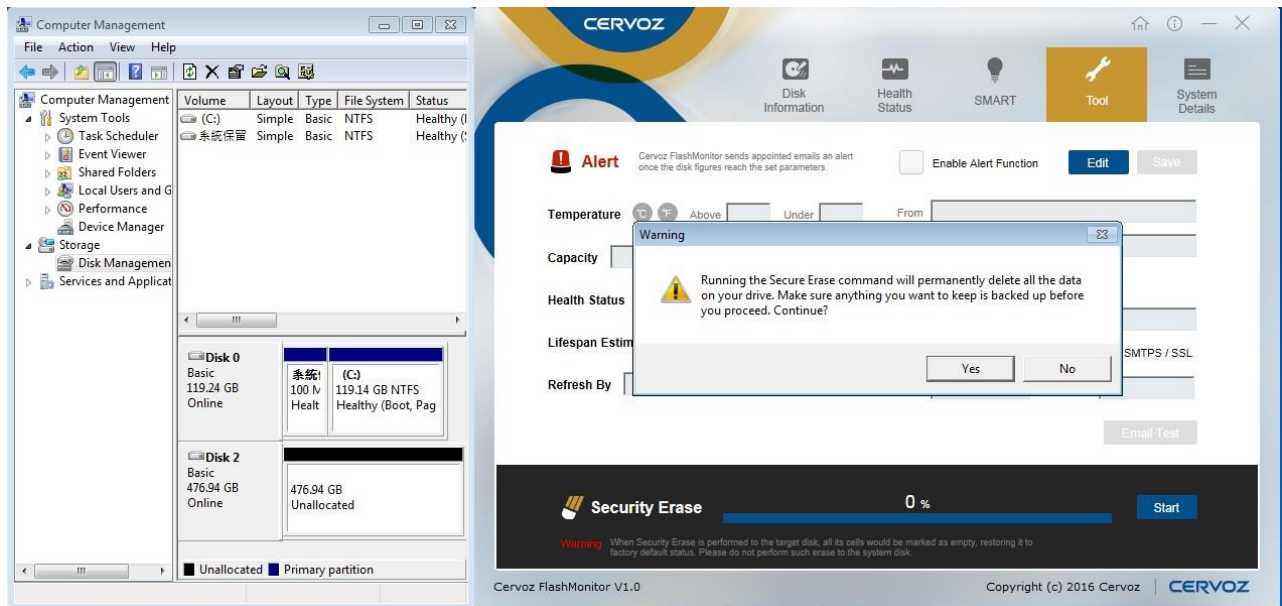 Computer Management
File Action View Help
Computer Management
System Tools
Task Scheduler
Event Viewer
Shared Folders
Local Users and G
Performance
Device Manager
Storage
Disk Managemen
Services and Applicat
Volume Layout Type File System Status
(C:) Simple Basic NTFS Healthy (
系統保留 Simple Basic NTFS Healthy (
Disk 0
Basic
119.24 GB
Online
系統
100 M
Healt
(C:)
119.14 GB NTFS
Healthy (Boot, Pag
Disk 2
Basic
476.94 GB
Online
476.94 GB
Unallocated
Unallocated Primary partition
CERVOZ
Disk
Information
Health
Status
SMART
Tool
System
Details
Alert
Cervoz FlashMonitor sends appointed emails an alert
once the disk figures reach the set parameters.
Enable Alert Function
Edit
Save
Temperature °C °F Above Under From
Capacity
Health Status
Lifespan Estim
SMTPS / SSL
Refresh By
Email Test
Warning
Running the Secure Erase command will permanently delete all the data
on your drive. Make sure anything you want to keep is backed up before
you proceed. Continue?
Yes No
Security Erase
0 %
Start
Warning When Security Erase is performed to the target disk, all its cells would be marked as empty, restoring it to
factory default status. Please do not perform such erase to the system disk.
Cervoz FlashMonitor V1.0
Copyright (c) 2016 Cervoz CERVOZ